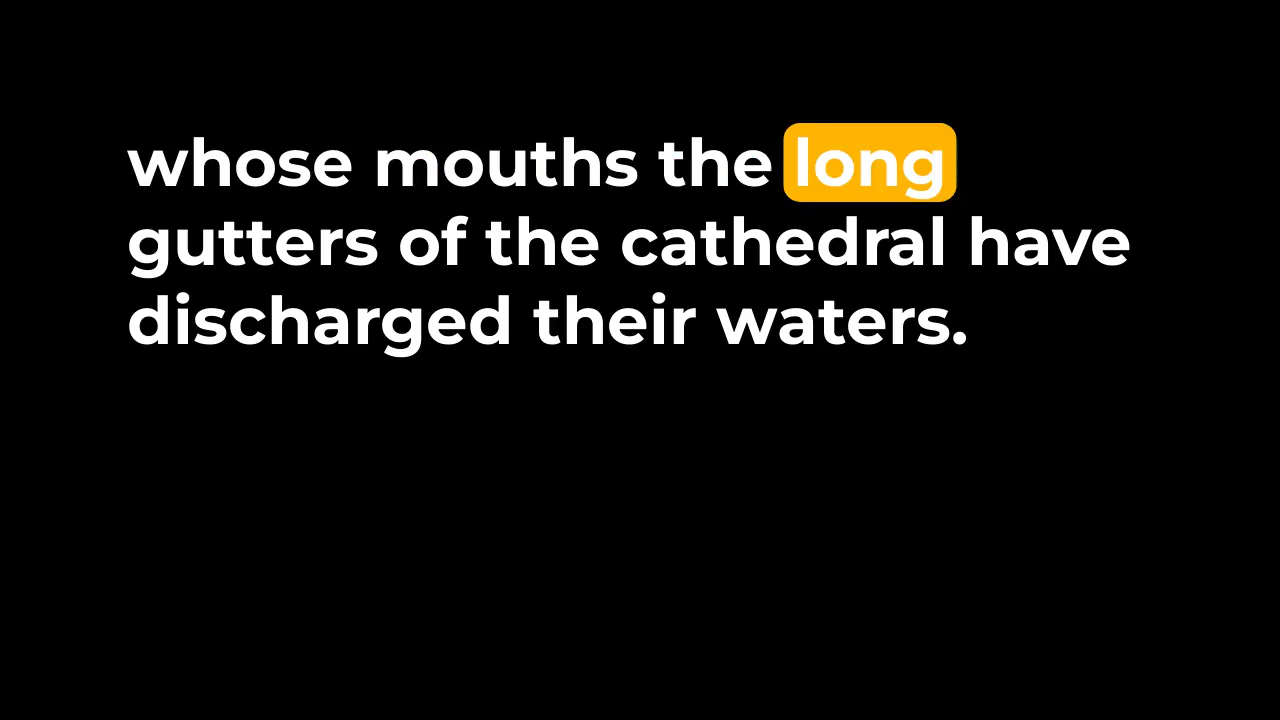 whose mouths the long
gutters of the cathedral have
discharged their waters.